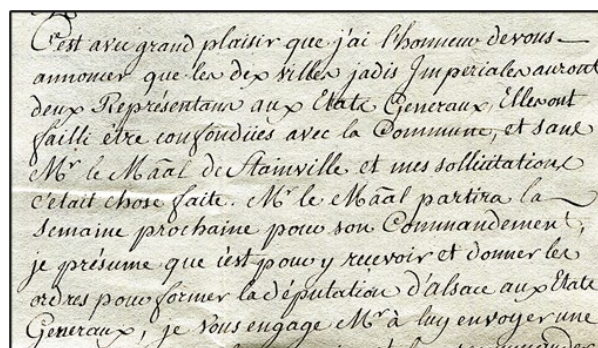 C'est avec grand plaisir que j'ai l'honneur de vous
annoncer que les dix villes jadis Imperiales auront
deux Représentans aux Etats Generaux, Elles ont
failli être confondües avec la Commune, et sans
Mr le Maãl de Stainville et mes sollicitations
c'était chose faite. Mr le Maãl partira la
semaine prochaine pour son Commandement,
je présume que c'est pour y recevoir et donner les
ordres pour former la députation d'alsace aux Etats
Generaux, je Vous engage Mr à luy envoyer une